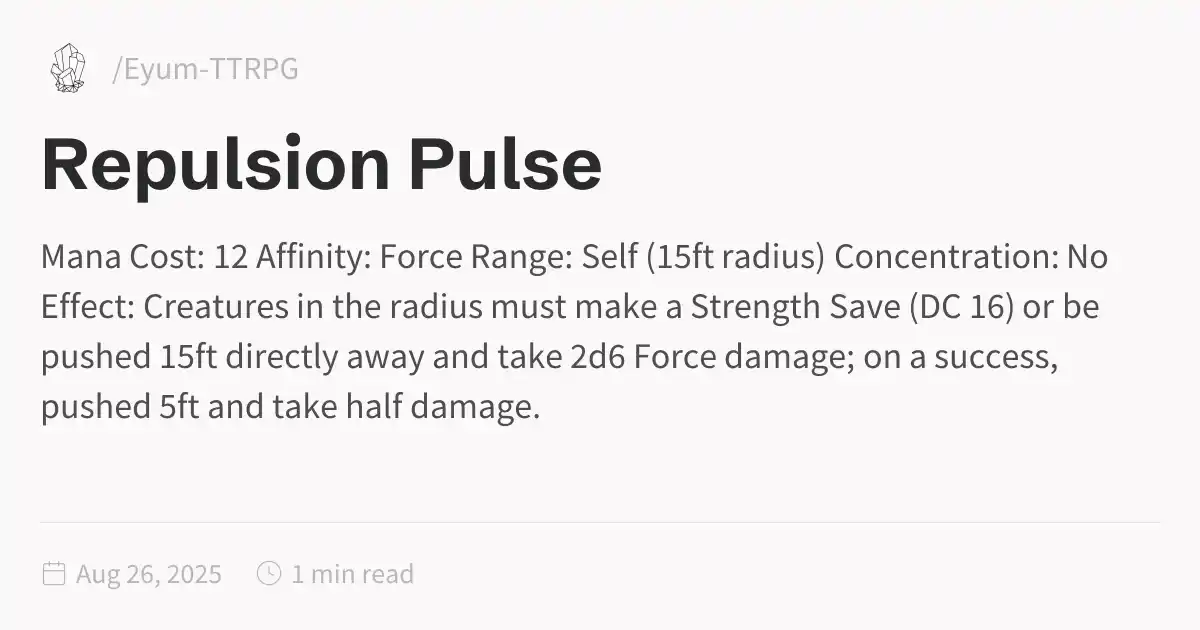 /Eyum-TTRPG
Repulsion Pulse
Mana Cost: 12 Affinity: Force Range: Self (15ft radius) Concentration: No
Effect: Creatures in the radius must make a Strength Save (DC 16) or be
pushed 15ft directly away and take 2d6 Force damage; on a success,
pushed 5ft and take half damage.
Aug 26, 2025 1 min read